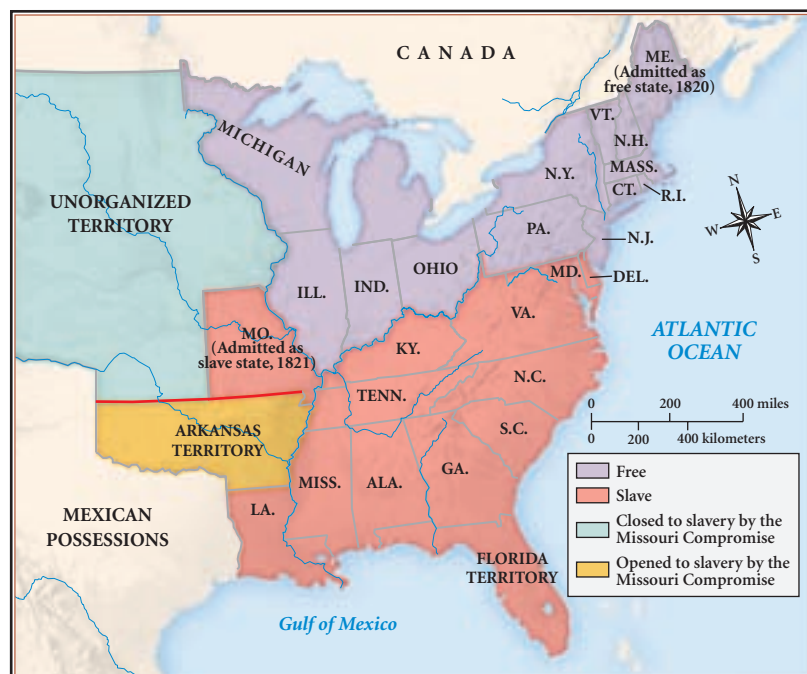 CANADA
ME.
(Admitted as
free state, 1820)
VT.
N.H.
MASS.
CT.
R.I.
N.Y.
MICHIGAN
UNORGANIZED
TERRITORY
PA.
N.J.
OHIO
IND.
ILL.
MD.
DEL.
VA.
MO.
(Admitted as
slave state, 1821)
KY.
N.C.
TENN.
S.C.
ARKANSAS
TERRITORY
MISS.
ALA.
GA.
LA.
MEXICAN
POSSESSIONS
FLORIDA
TERRITORY
Gulf of Mexico
N
W
E
S
ATLANTIC
OCEAN
0 200 400 miles
0 200 400 kilometers
Free
Slave
Closed to slavery by the
Missouri Compromise
Opened to slavery by the
Missouri Compromise